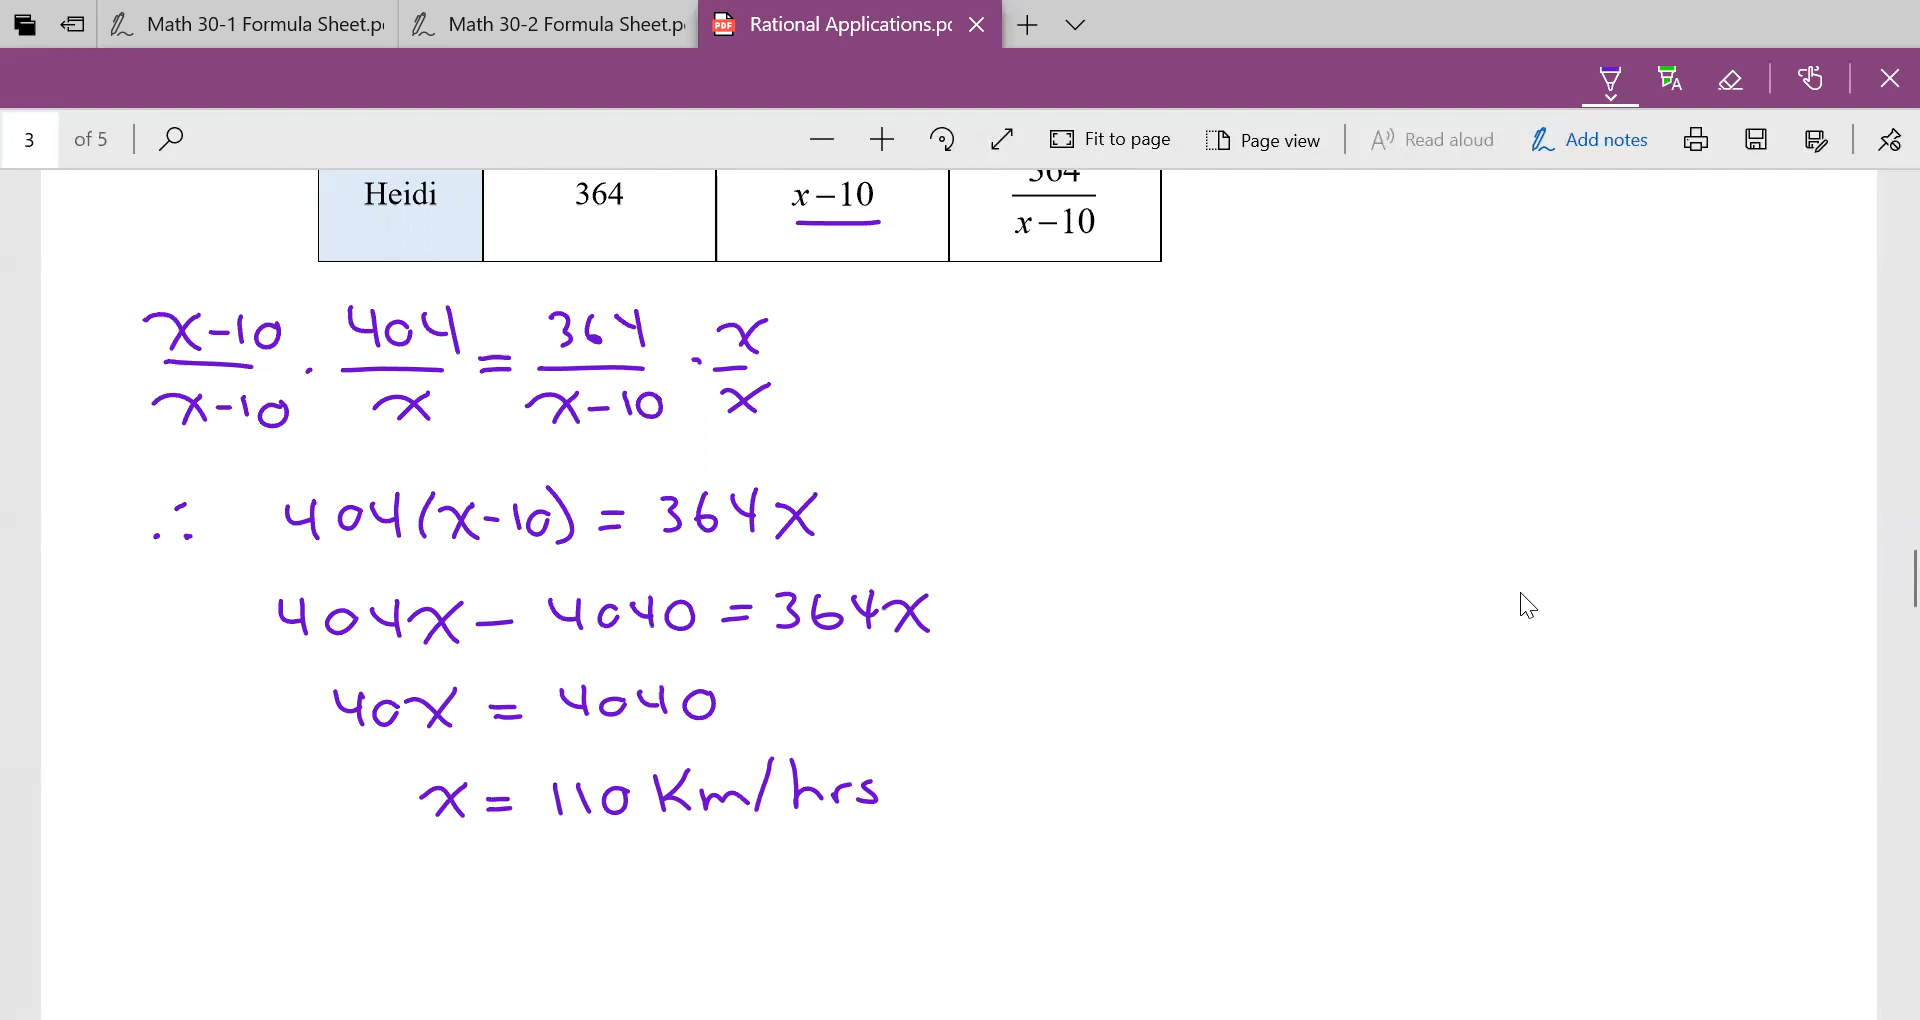 Math 30-1 Formula Sheet.p
Math 30-2 Formula Sheet.p
Rational Applications.p
3 of 5
Fit to page
Page view
Read aloud
Add notes
Heidi 364 x−10 364/(x−10)
x-10/x-10 · 404/x = 364/x-10 · x/x
∴ 404(x-10) = 364x
404x - 4040 = 364x
40x = 4040
x = 110 Km/hrs